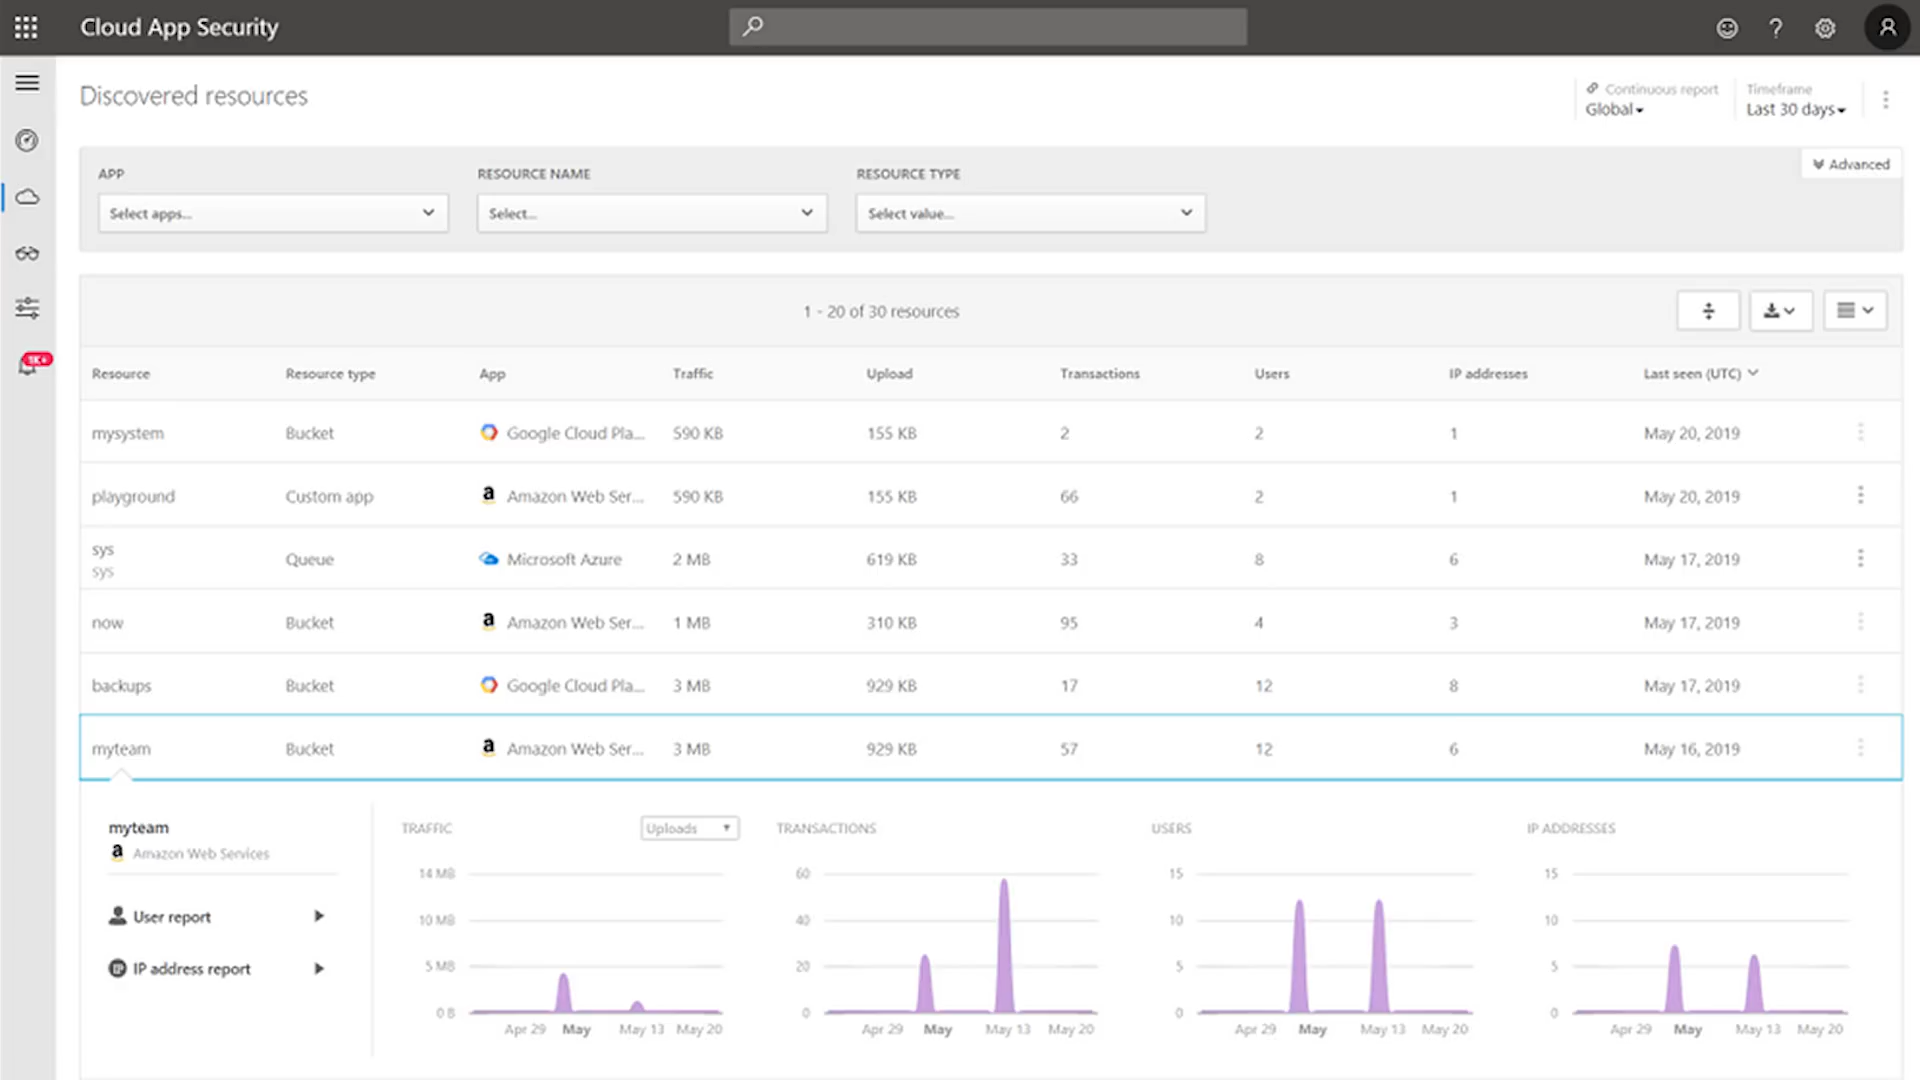 Cloud App Security
?
Discovered resources
Continuous report
Global
Timeframe
Last 30 days
Advanced
APP
RESOURCE NAME
RESOURCE TYPE
Select apps...
Select...
Select value...
1 - 20 of 30 resources
1K+
Resource Resource type App Traffic Upload Transactions Users IP addresses Last seen (UTC)
mysystem Bucket Google Cloud Pla... 590 KB 155 KB 2 2 1 May 20, 2019
playground Custom app a Amazon Web Ser... 590 KB 155 KB 66 2 1 May 20, 2019
sys
sys
Queue Microsoft Azure 2 MB 619 KB 33 8 6 May 17, 2019
now Bucket a Amazon Web Ser... 1 MB 310 KB 95 4 3 May 17, 2019
backups Bucket Google Cloud Pla... 3 MB 929 KB 17 12 8 May 17, 2019
myteam Bucket a Amazon Web Ser... 3 MB 929 KB 57 12 6 May 16, 2019
myteam
a Amazon Web Services
User report
IP address report
TRAFFIC
Uploads
14 MB
10 MB
5 MB
0 B
Apr 29 May May 13 May 20
TRANSACTIONS
60
40
20
0
Apr 29 May May 13 May 20
USERS
15
10
5
0
Apr 29 May May 13 May 20
IP ADDRESSES
15
10
5
0
Apr 29 May May 13 May 20